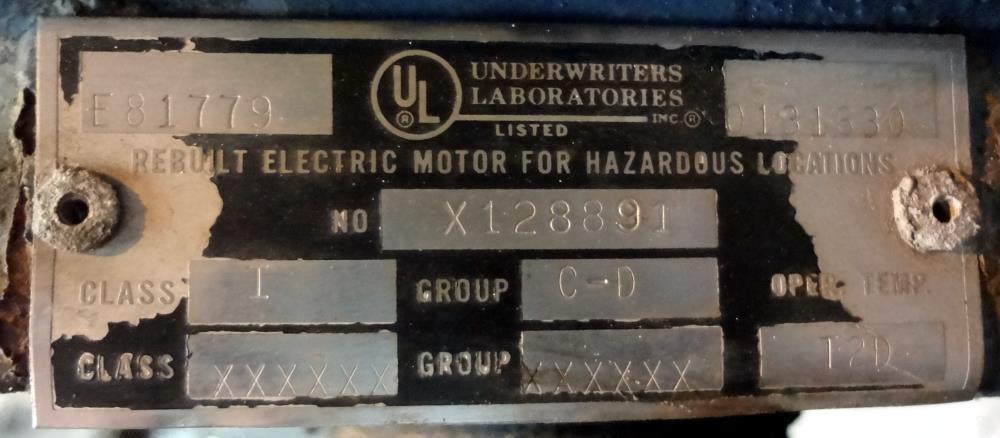 E81779
UL ®
UNDERWRITERS
LABORATORIES
INC.®
LISTED
0131330
REBUILT ELECTRIC MOTOR FOR HAZARDOUS LOCATIONS
NO X128891
CLASS I GROUP C-D OPER. TEMP.
CLASS XXXXXX GROUP XXXXXX T2D